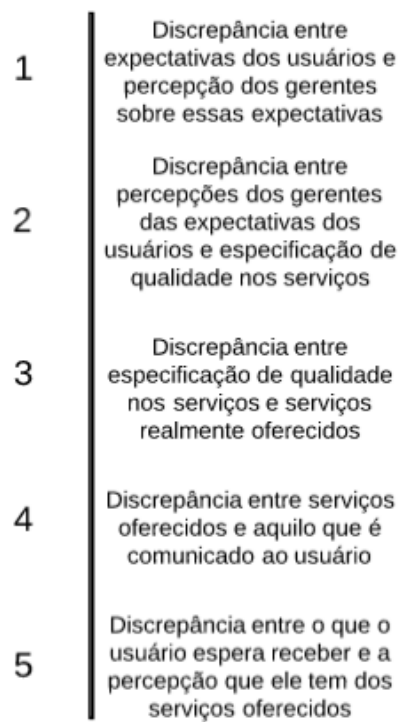 1
Discrepância entre
expectativas dos usuários e
percepção dos gerentes
sobre essas expectativas
2
Discrepância entre
percepções dos gerentes
das expectativas dos
usuários e especificação de
qualidade nos serviços
3
Discrepância entre
especificação de qualidade
nos serviços e serviços
realmente oferecidos
4
Discrepância entre serviços
oferecidos e aquilo que é
comunicado ao usuário
5
Discrepância entre o que o
usuário espera receber e a
percepção que ele tem dos
serviços oferecidos